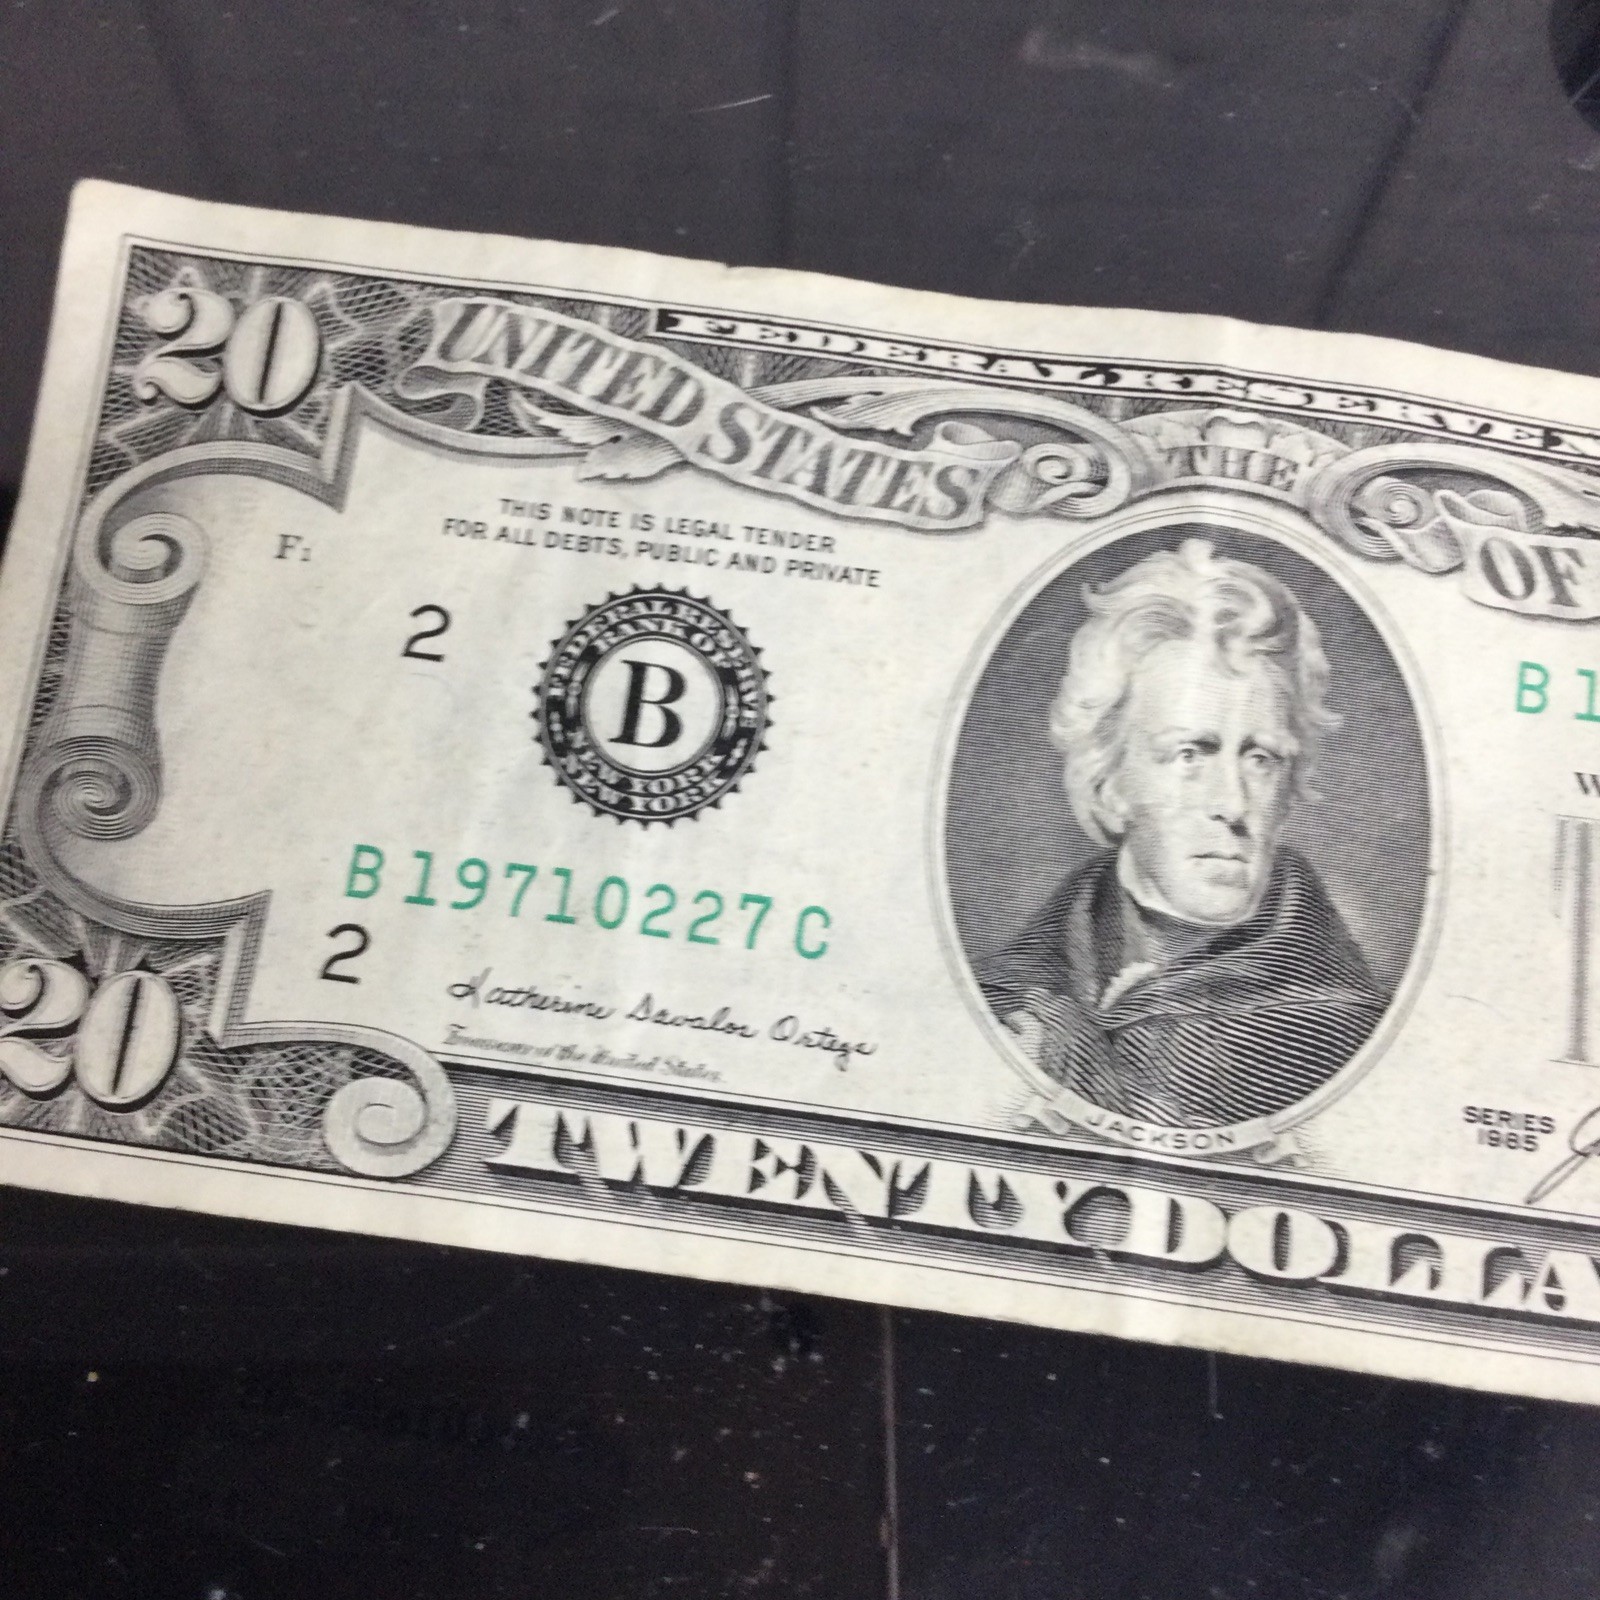 FEDERAL RESERVE N
20
UNITED STATES
THE
OF
THIS NOTE IS LEGAL TENDER
FOR ALL DEBTS, PUBLIC AND PRIVATE
F1
2
FEDERAL RESERVE
BANK OF
B
NEW YORK
NEW YORK
B 1
W
B 19710227 C
2
Katherine Davalos Ortega
Treasurer of the United States.
20
JACKSON
SERIES
1985
TWENTY DOLLA